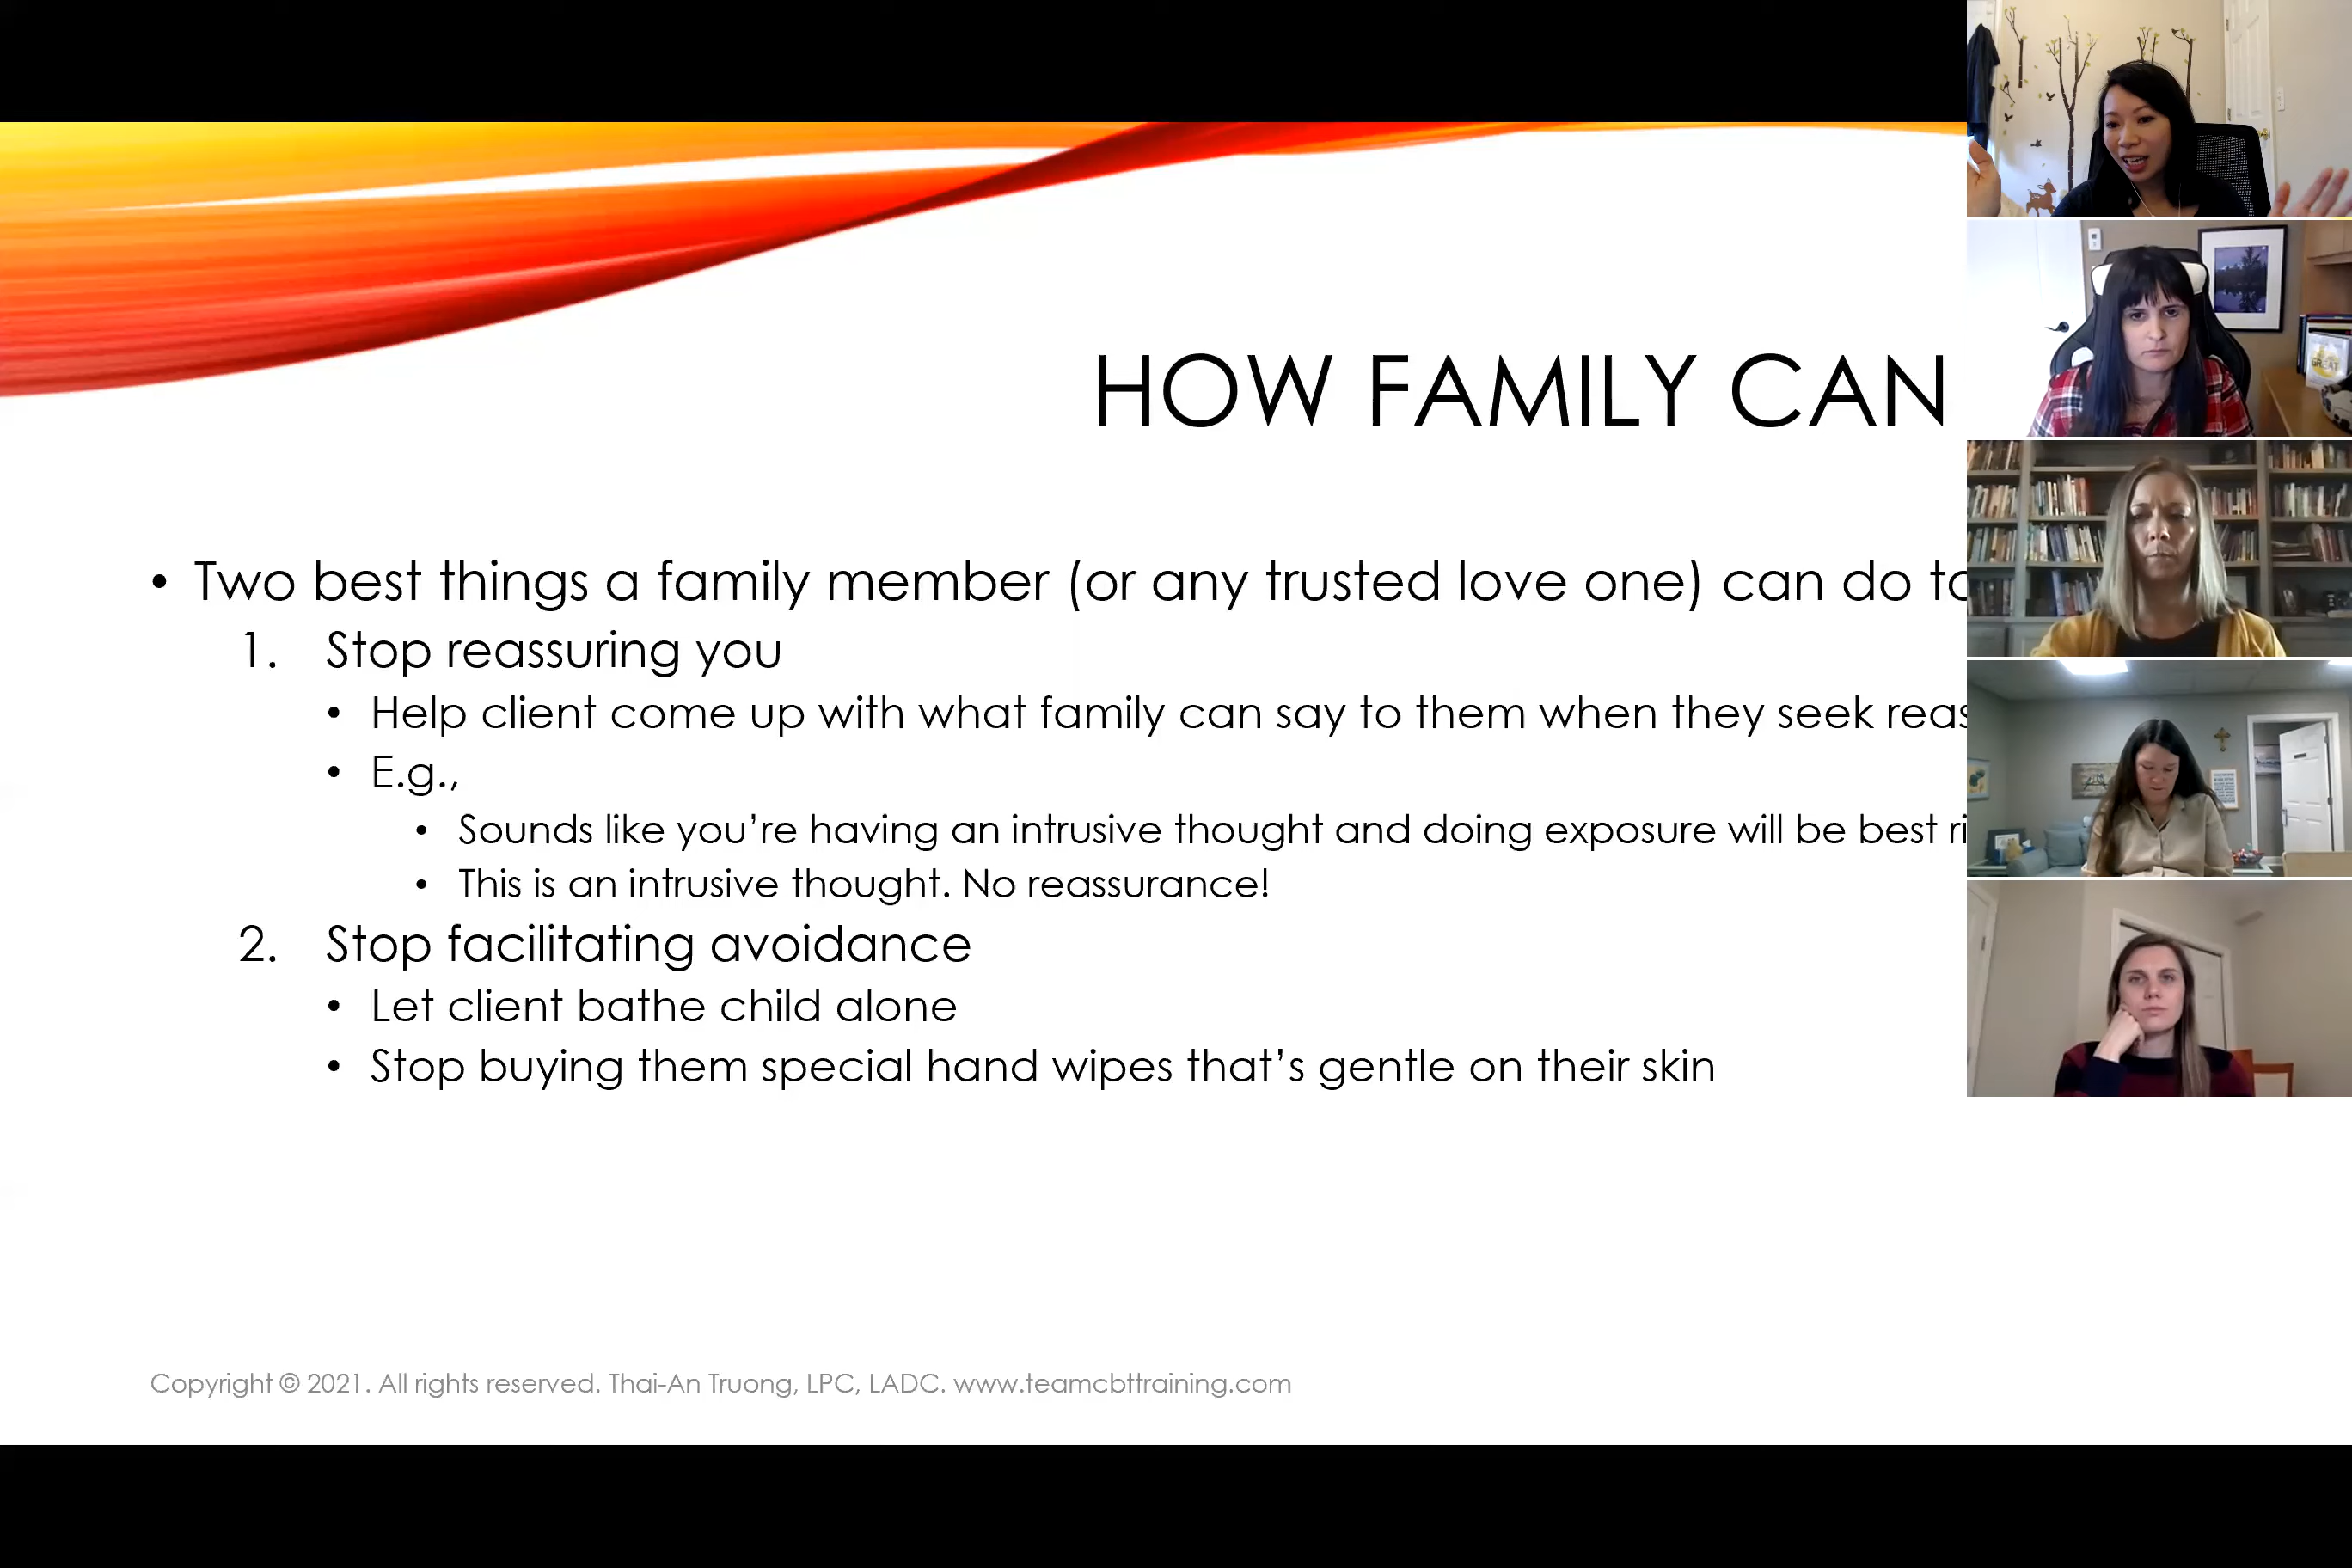 HOW FAMILY CAN
• Two best things a family member (or any trusted love one) can do
1. Stop reassuring you
• Help client come up with what family can say to them when they seek
• E.g.,
• Sounds like you’re having an intrusive thought and doing exposure will be best
• This is an intrusive thought. No reassurance!
2. Stop facilitating avoidance
• Let client bathe child alone
• Stop buying them special hand wipes that’s gentle on their skin
Copyright © 2021. All rights reserved. Thai-An Truong, LPC, LADC. www.teamcbttraining.com
GREAT